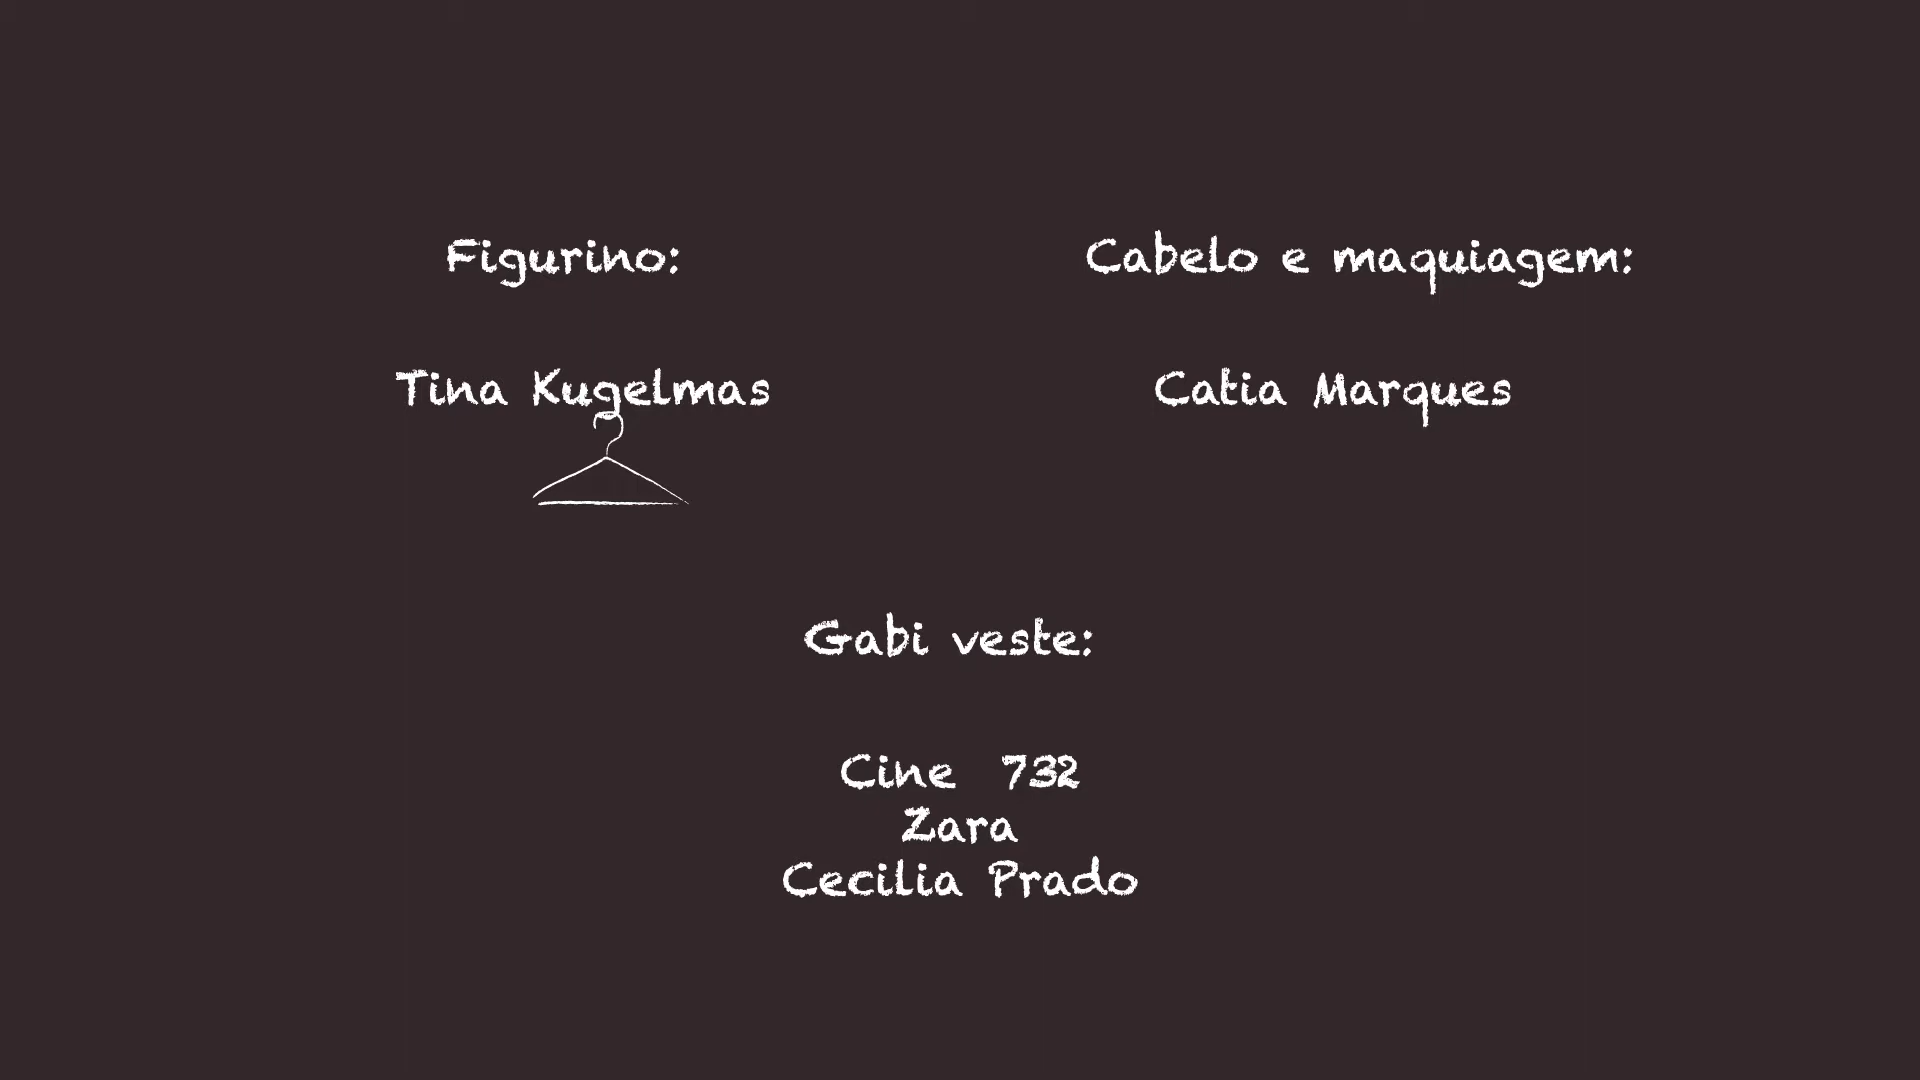 Figurino:
Tina Kugelmas
Cabelo e maquiagem:
Catia Marques
Gabi veste:
Cine 732
Zara
Cecilia Prado